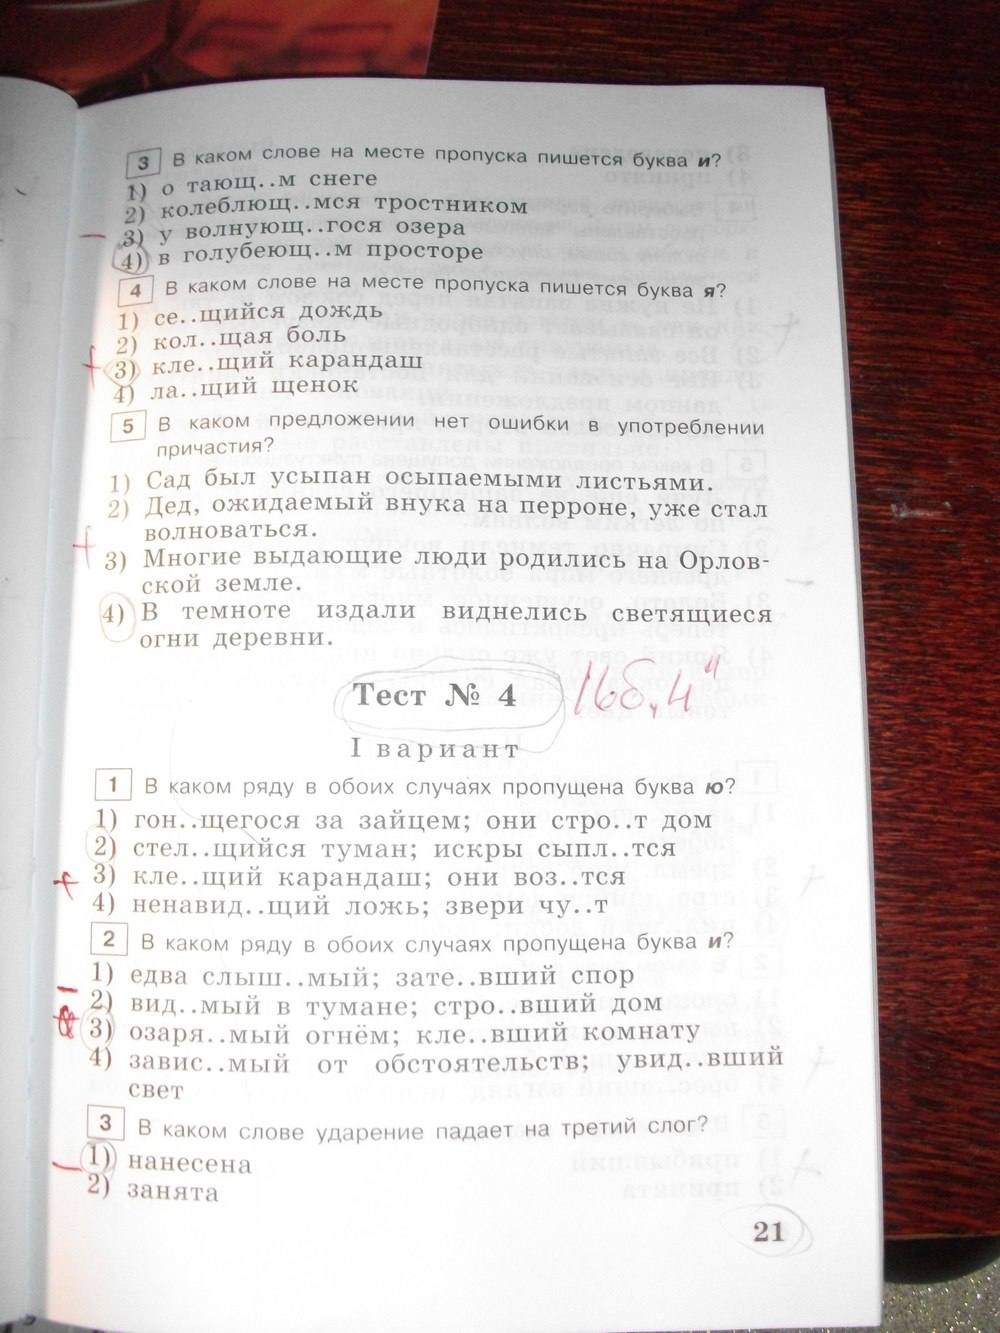 3 В каком слове на месте пропуска пишется буква и?
1) о тающ..м снеге
2) колеблющ..мся тростником
3) у волнующ..гося озера
4) в голубеющ..м просторе
4 В каком слове на месте пропуска пишется буква я?
1) се..щийся дождь
2) кол..щая боль
3) кле..щий карандаш
4) ла..щий щенок
5 В каком предложении нет ошибки в употреблении
причастия?
1) Сад был усыпан осыпаемыми листьями.
2) Дед, ожидаемый внука на перроне, уже стал
волноваться.
3) Многие выдающие люди родились на Орлов-
ской земле.
4) В темноте издали виднелись светящиеся
огни деревни.
Тест № 4 16б. "4"
I вариант
1 В каком ряду в обоих случаях пропущена буква ю?
1) гон..щегося за зайцем; они стро..т дом
2) стел..щийся туман; искры сыпл..тся
3) кле..щий карандаш; они воз..тся
4) ненавид..щий ложь; звери чу..т
2 В каком ряду в обоих случаях пропущена буква и?
1) едва слыш..мый; зате..вший спор
2) вид..мый в тумане; стро..вший дом
3) озаря..мый огнём; кле..вший комнату
4) завис..мый от обстоятельств; увид..вший
свет
3 В каком слове ударение падает на третий слог?
1) нанесена
2) занята
21